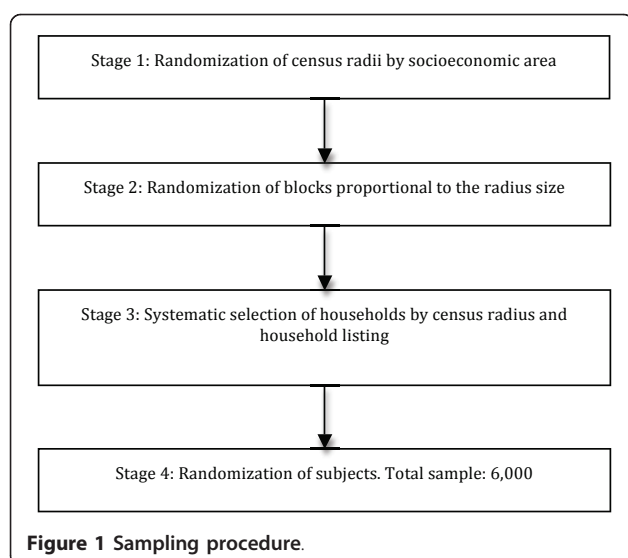 Stage 1: Randomization of census radii by socioeconomic area
Stage 2: Randomization of blocks proportional to the radius size
Stage 3: Systematic selection of households by census radius and
household listing
Stage 4: Randomization of subjects. Total sample: 6,000
Figure 1 Sampling procedure.